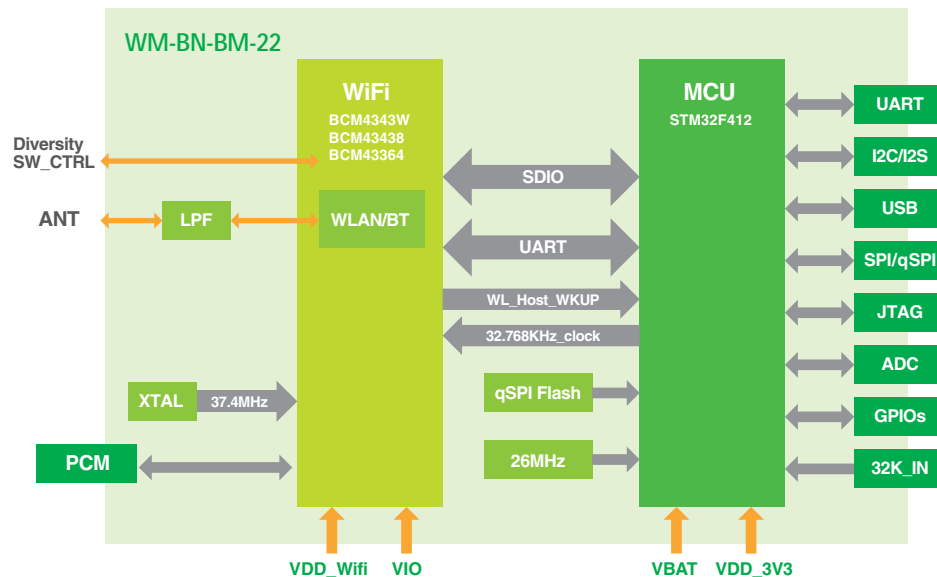 WM-BN-BM-22
WiFi
BCM4343W
BCM43438
BCM43364
MCU
STM32F412
Diversity
SW_CTRL
ANT
LPF
WLAN/BT
SDIO
UART
WL_Host_WKUP
32.768KHz_clock
XTAL
37.4MHz
qSPI Flash
PCM
26MHz
UART
I2C/I2S
USB
SPI/qSPI
JTAG
ADC
GPIOs
32K_IN
VDD_Wifi
VIO
VBAT
VDD_3V3